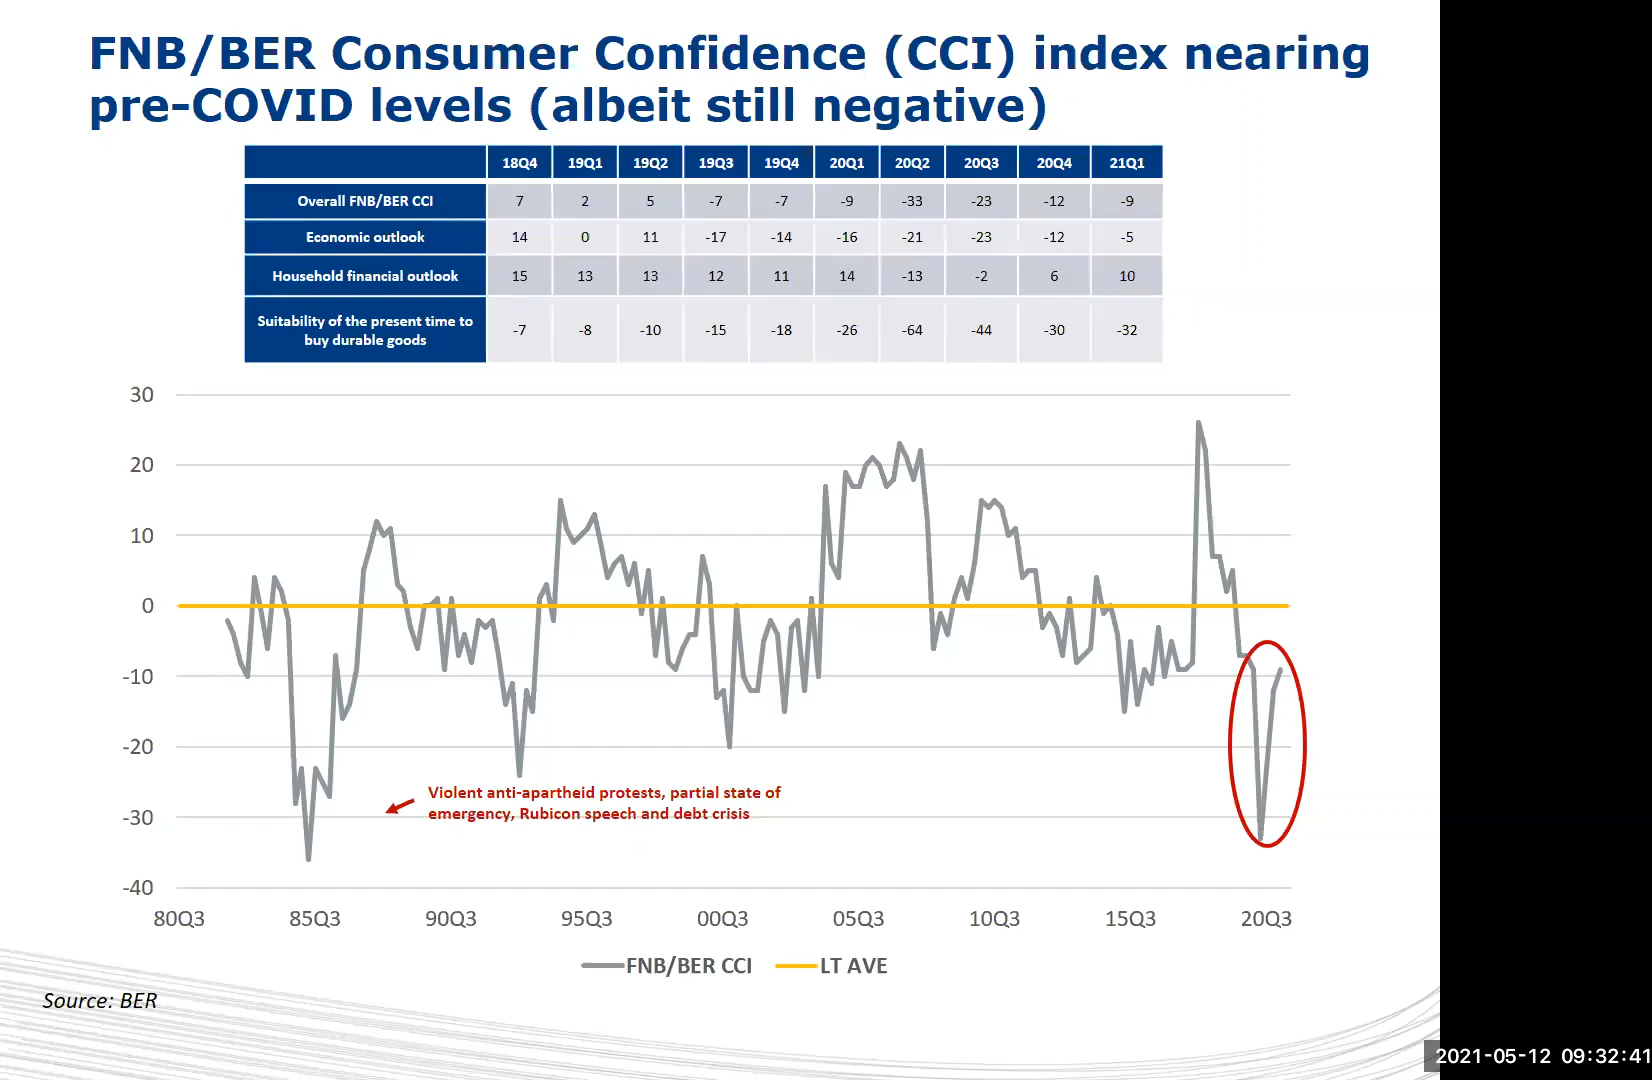 FNB/BER Consumer Confidence (CCI) index nearing
pre-COVID levels (albeit still negative)
18Q4 19Q1 19Q2 19Q3 19Q4 20Q1 20Q2 20Q3 20Q4 21Q1
Overall FNB/BER CCI 7 2 5 -7 -7 -9 -33 -23 -12 -9
Economic outlook 14 0 11 -17 -14 -16 -21 -23 -12 -5
Household financial outlook 15 13 13 12 11 14 -13 -2 6 10
Suitability of the present time to
buy durable goods -7 -8 -10 -15 -18 -26 -64 -44 -30 -32
30
20
10
0
-10
-20
-30
-40
Violent anti-apartheid protests, partial state of
emergency, Rubicon speech and debt crisis
80Q3 85Q3 90Q3 95Q3 00Q3 05Q3 10Q3 15Q3 20Q3
FNB/BER CCI LT AVE
Source: BER
2021-05-12 09:32:41